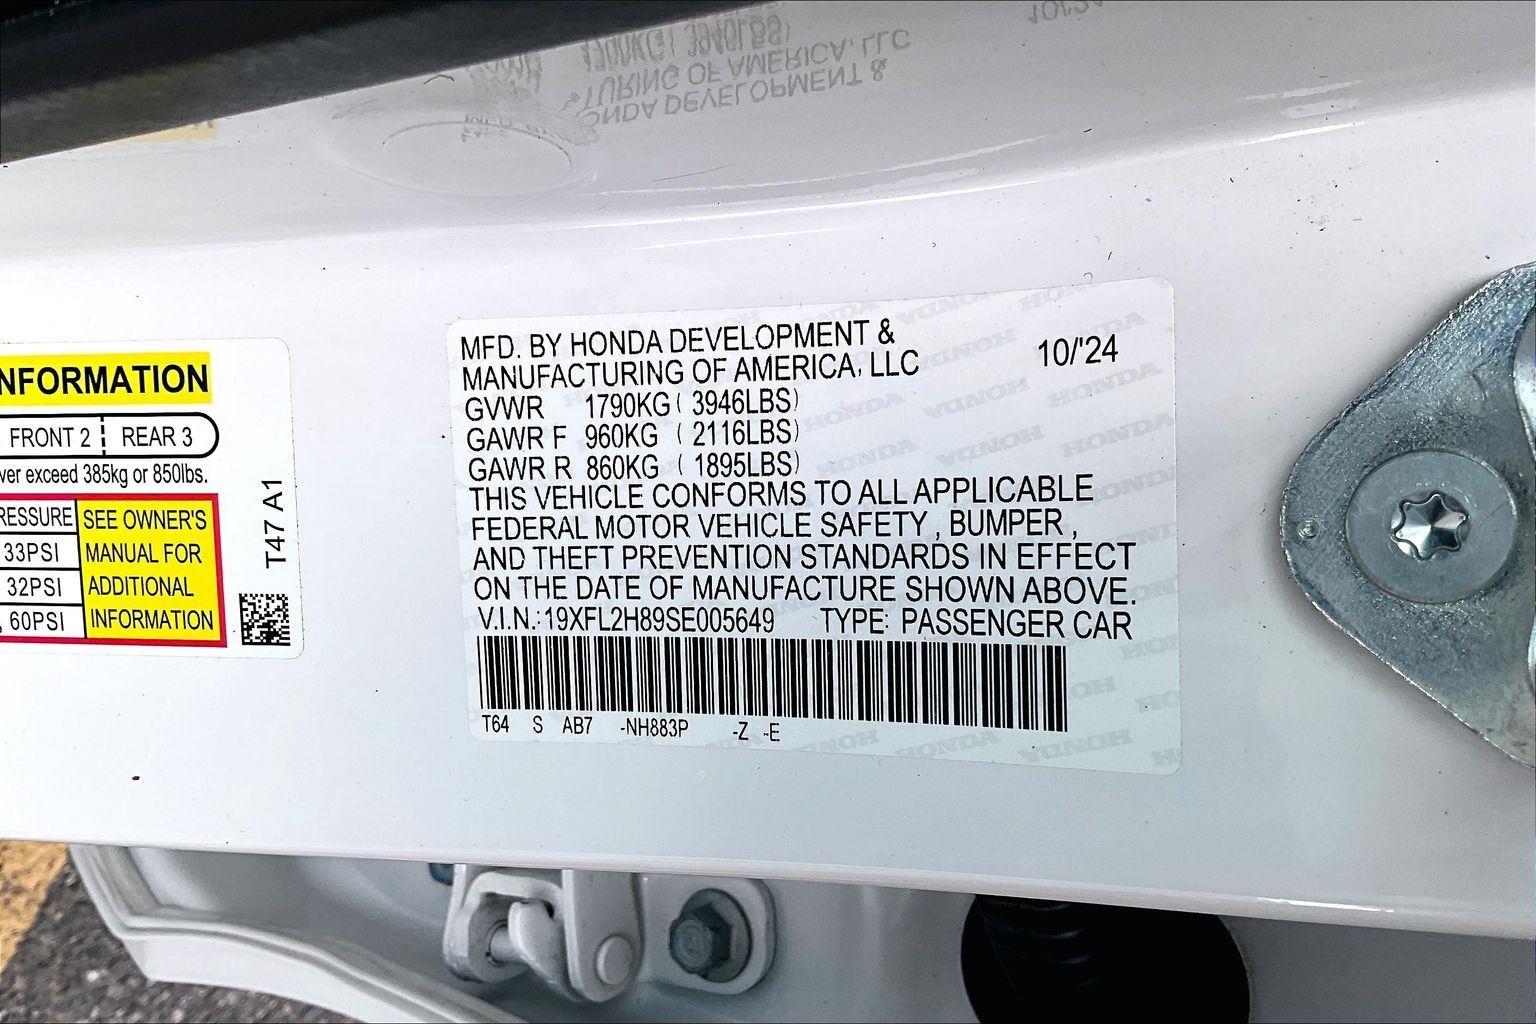 NFORMATION
FRONT 2 REAR 3
ver exceed 385kg or 850lbs.
RESSURE SEE OWNER'S
33PSI MANUAL FOR
32PSI ADDITIONAL
60PSI INFORMATION
T47 A1
MFD. BY HONDA DEVELOPMENT &
MANUFACTURING OF AMERICA, LLC 10/'24
GVWR 1790KG ( 3946LBS)
GAWR F 960KG ( 2116LBS)
GAWR R 860KG ( 1895LBS)
THIS VEHICLE CONFORMS TO ALL APPLICABLE
FEDERAL MOTOR VEHICLE SAFETY , BUMPER ,
AND THEFT PREVENTION STANDARDS IN EFFECT
ON THE DATE OF MANUFACTURE SHOWN ABOVE.
V.I.N.: 19XFL2H89SE005649 TYPE: PASSENGER CAR
T64 S AB7 -NH883P -Z -E